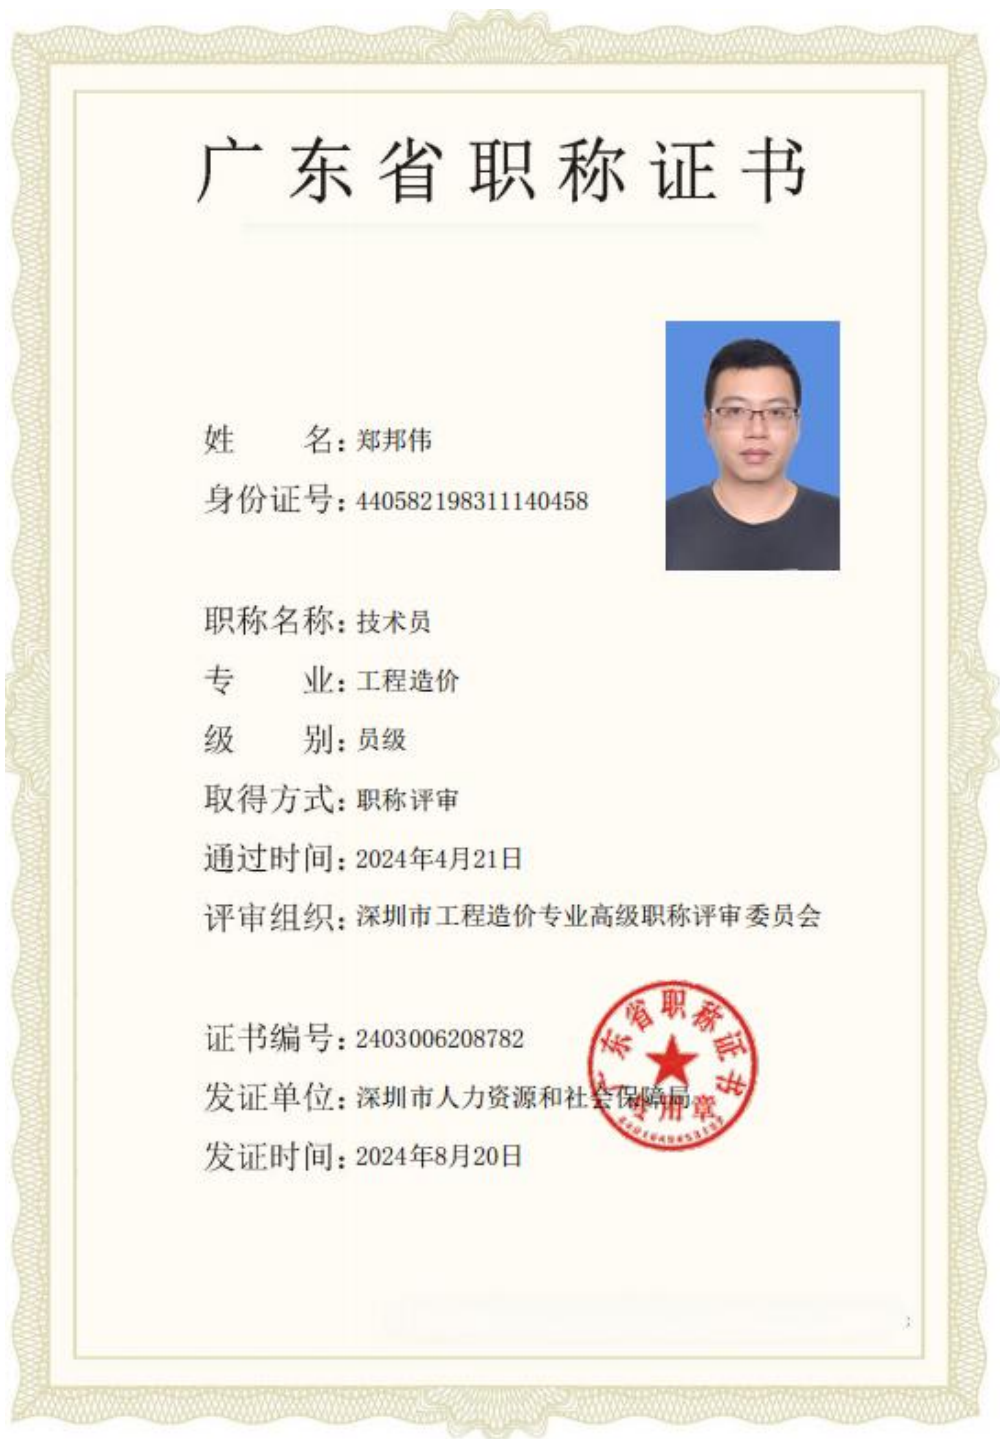 广东省职称证书
姓名：郑邦伟
身份证号：440582198311140458
职称名称：技术员
专业：工程造价
级别：员级
取得方式：职称评审
通过时间：2024年4月21日
评审组织：深圳市工程造价专业高级职称评审委员会
证书编号：2403006208782
发证单位：深圳市人力资源和社会保障局
发证时间：2024年8月20日
广东省职称证书
专用章